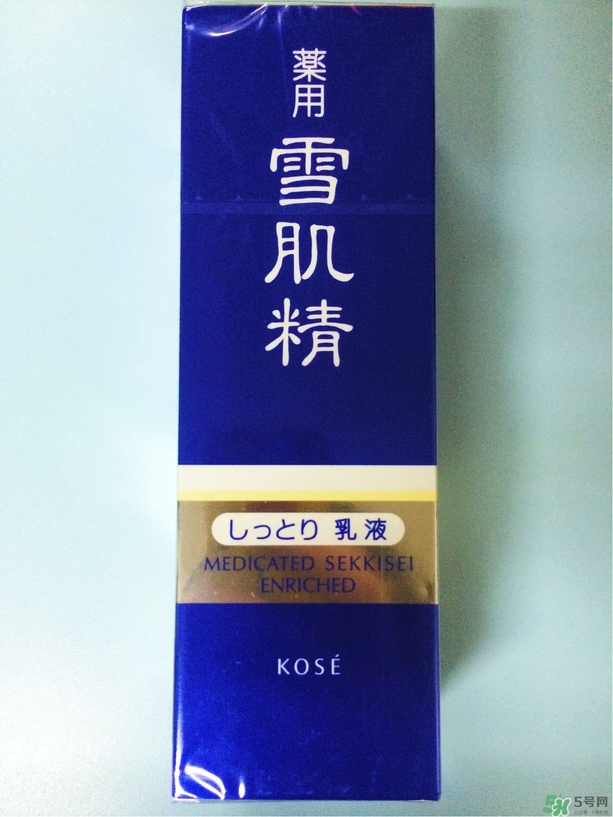 薬用
雪肌精
しっとり 乳液
MEDICATED SEKKISEI
ENRICHED
KOSÉ
5号网